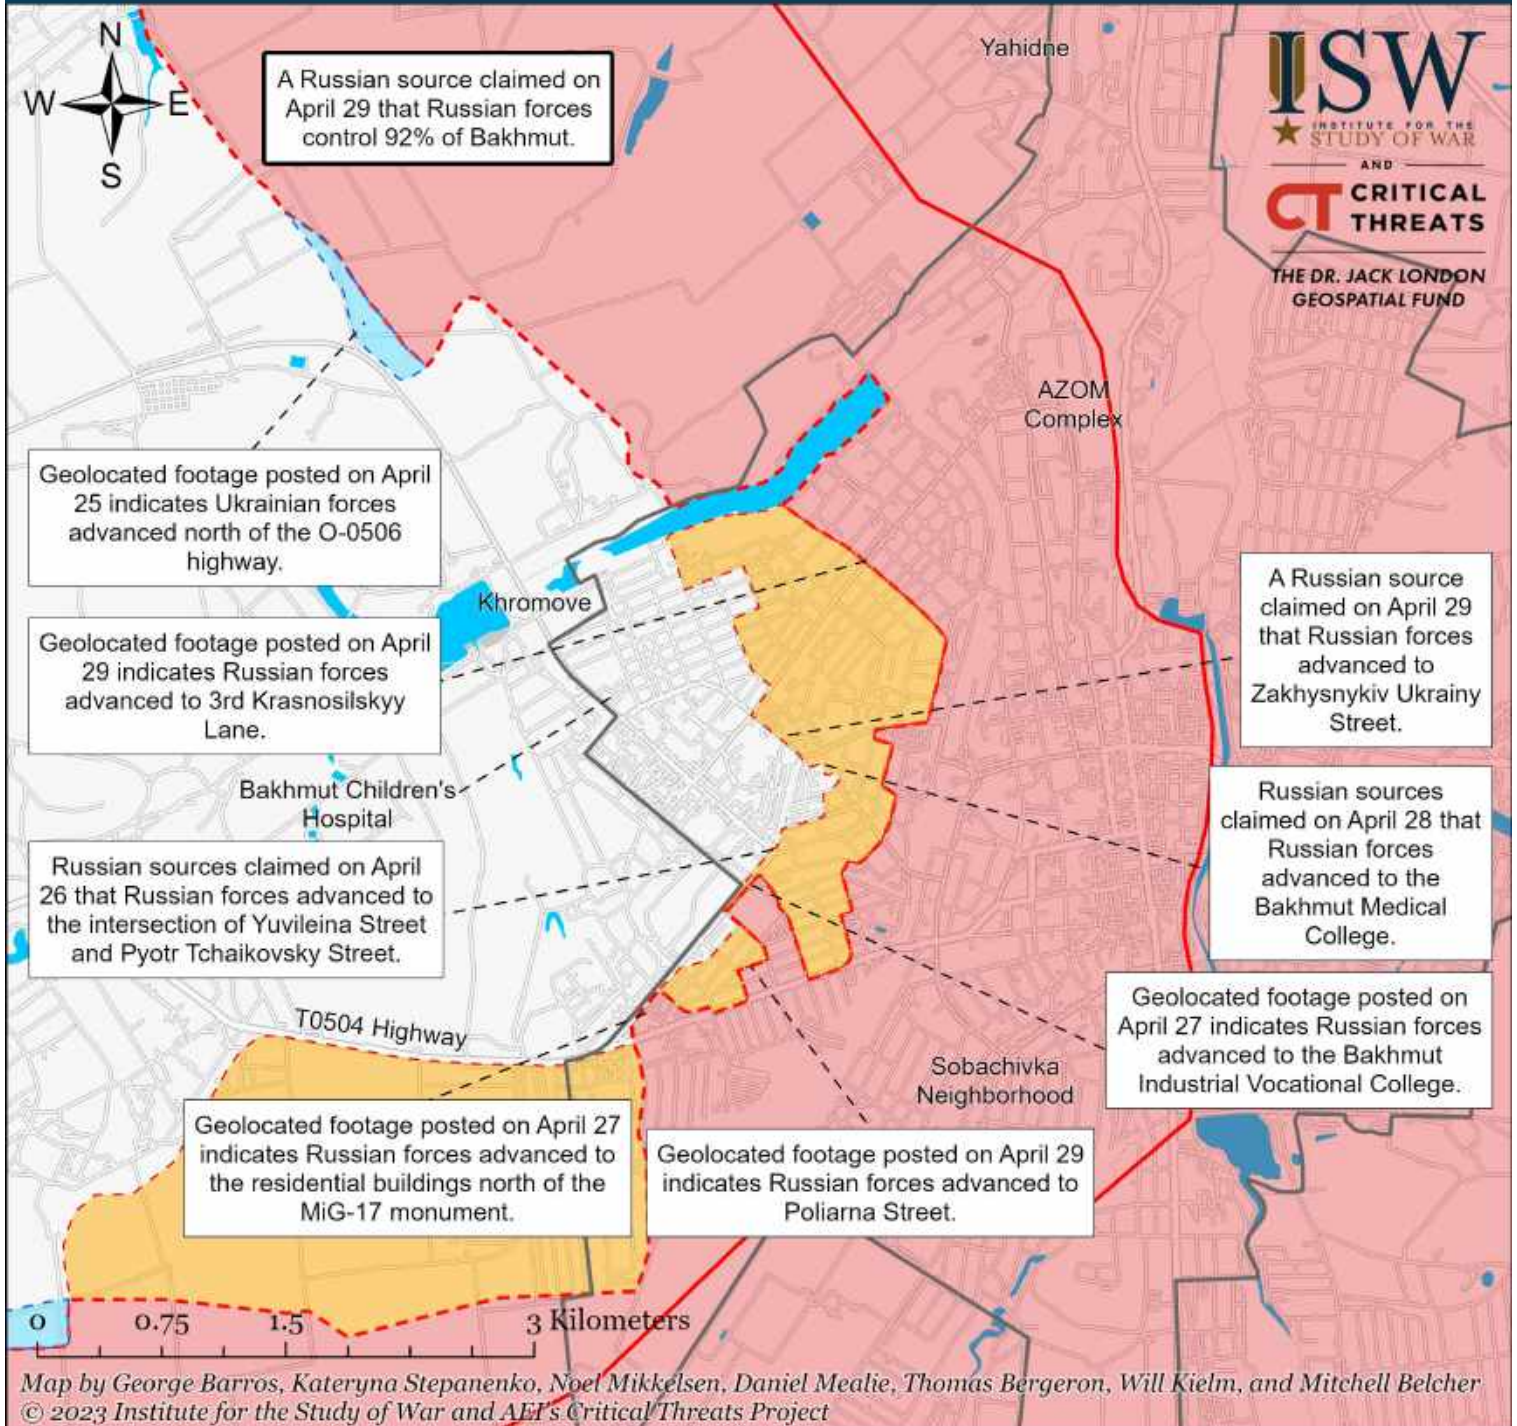 N
W
E
S
A Russian source claimed on
April 29 that Russian forces
control 92% of Bakhmut.
Yahidne
ISW
INSTITUTE FOR THE
STUDY OF WAR
AND
CT CRITICAL
THREATS
THE DR. JACK LONDON
GEOSPATIAL FUND
AZOM
Complex
Geolocated footage posted on April
25 indicates Ukrainian forces
advanced north of the O-0506
highway.
Khromove
Geolocated footage posted on April
29 indicates Russian forces
advanced to 3rd Krasnosilskyy
Lane.
A Russian source
claimed on April 29
that Russian forces
advanced to
Zakhysnykiv Ukrainy
Street.
Bakhmut Children's
Hospital
Russian sources
claimed on April 28 that
Russian forces
advanced to the
Bakhmut Medical
College.
Russian sources claimed on April
26 that Russian forces advanced to
the intersection of Yuvileina Street
and Pyotr Tchaikovsky Street.
Geolocated footage posted on
April 27 indicates Russian forces
advanced to the Bakhmut
Industrial Vocational College.
T0504 Highway
Sobachivka
Neighborhood
Geolocated footage posted on April 27
indicates Russian forces advanced to
the residential buildings north of the
MiG-17 monument.
Geolocated footage posted on April 29
indicates Russian forces advanced to
Poliarna Street.
0 0.75 1.5 3 Kilometers
Map by George Barros, Kateryna Stepanenko, Noel Mikkelsen, Daniel Mealie, Thomas Bergeron, Will Kielm, and Mitchell Belcher
© 2023 Institute for the Study of War and AEI's Critical Threats Project